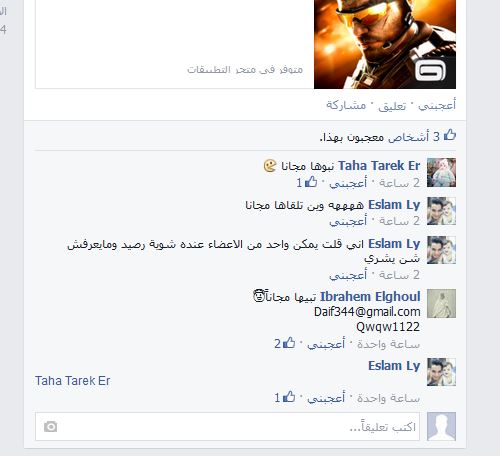 الا
4
متوفر في متجر التطبيقات
أعجبني · تعليق · مشاركة
3 أشخاص معجبون بهذا.
Taha Tarek Er نبوها مجانا
2 ساعة · أعجبني · 1
Eslam Ly هههه وين تلقاها مجانا
2 ساعة · أعجبني
Eslam Ly اني قلت يمكن واحد من الاعضاء عنده شوية رصيد ومايعرفش
شن يشري
2 ساعة · أعجبني
Ibrahem Elghoul تبيها مجاناً
Daif344@gmail.com
Qwqw1122
ساعة واحدة · أعجبني · 2
Eslam Ly
Taha Tarek Er
ساعة واحدة · أعجبني · 1
اكتب تعليقاً...